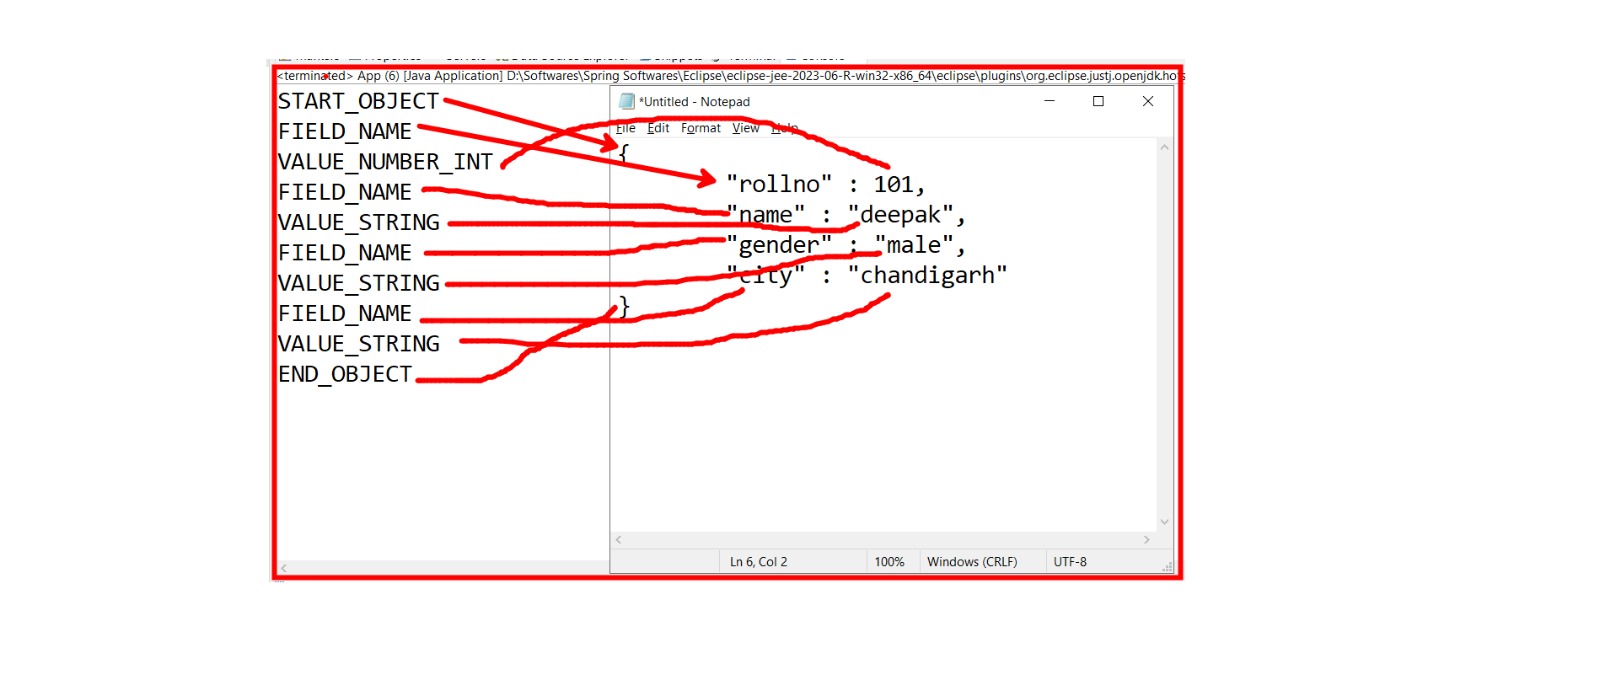 <terminated> App (6) [Java Application] D:\Softwares\Spring Softwares\Eclipse\eclipse-jee-2023-06-R-win32-x86_64\eclipse\plugins\org.eclipse.justj.openjdk.hots
START_OBJECT
FIELD_NAME
VALUE_NUMBER_INT
FIELD_NAME
VALUE_STRING
FIELD_NAME
VALUE_STRING
FIELD_NAME
VALUE_STRING
END_OBJECT
*Untitled - Notepad
File Edit Format View Help
{
"rollno" : 101,
"name" : "deepak",
"gender" : "male",
"city" : "chandigarh"
}
Ln 6, Col 2 100% Windows (CRLF) UTF-8